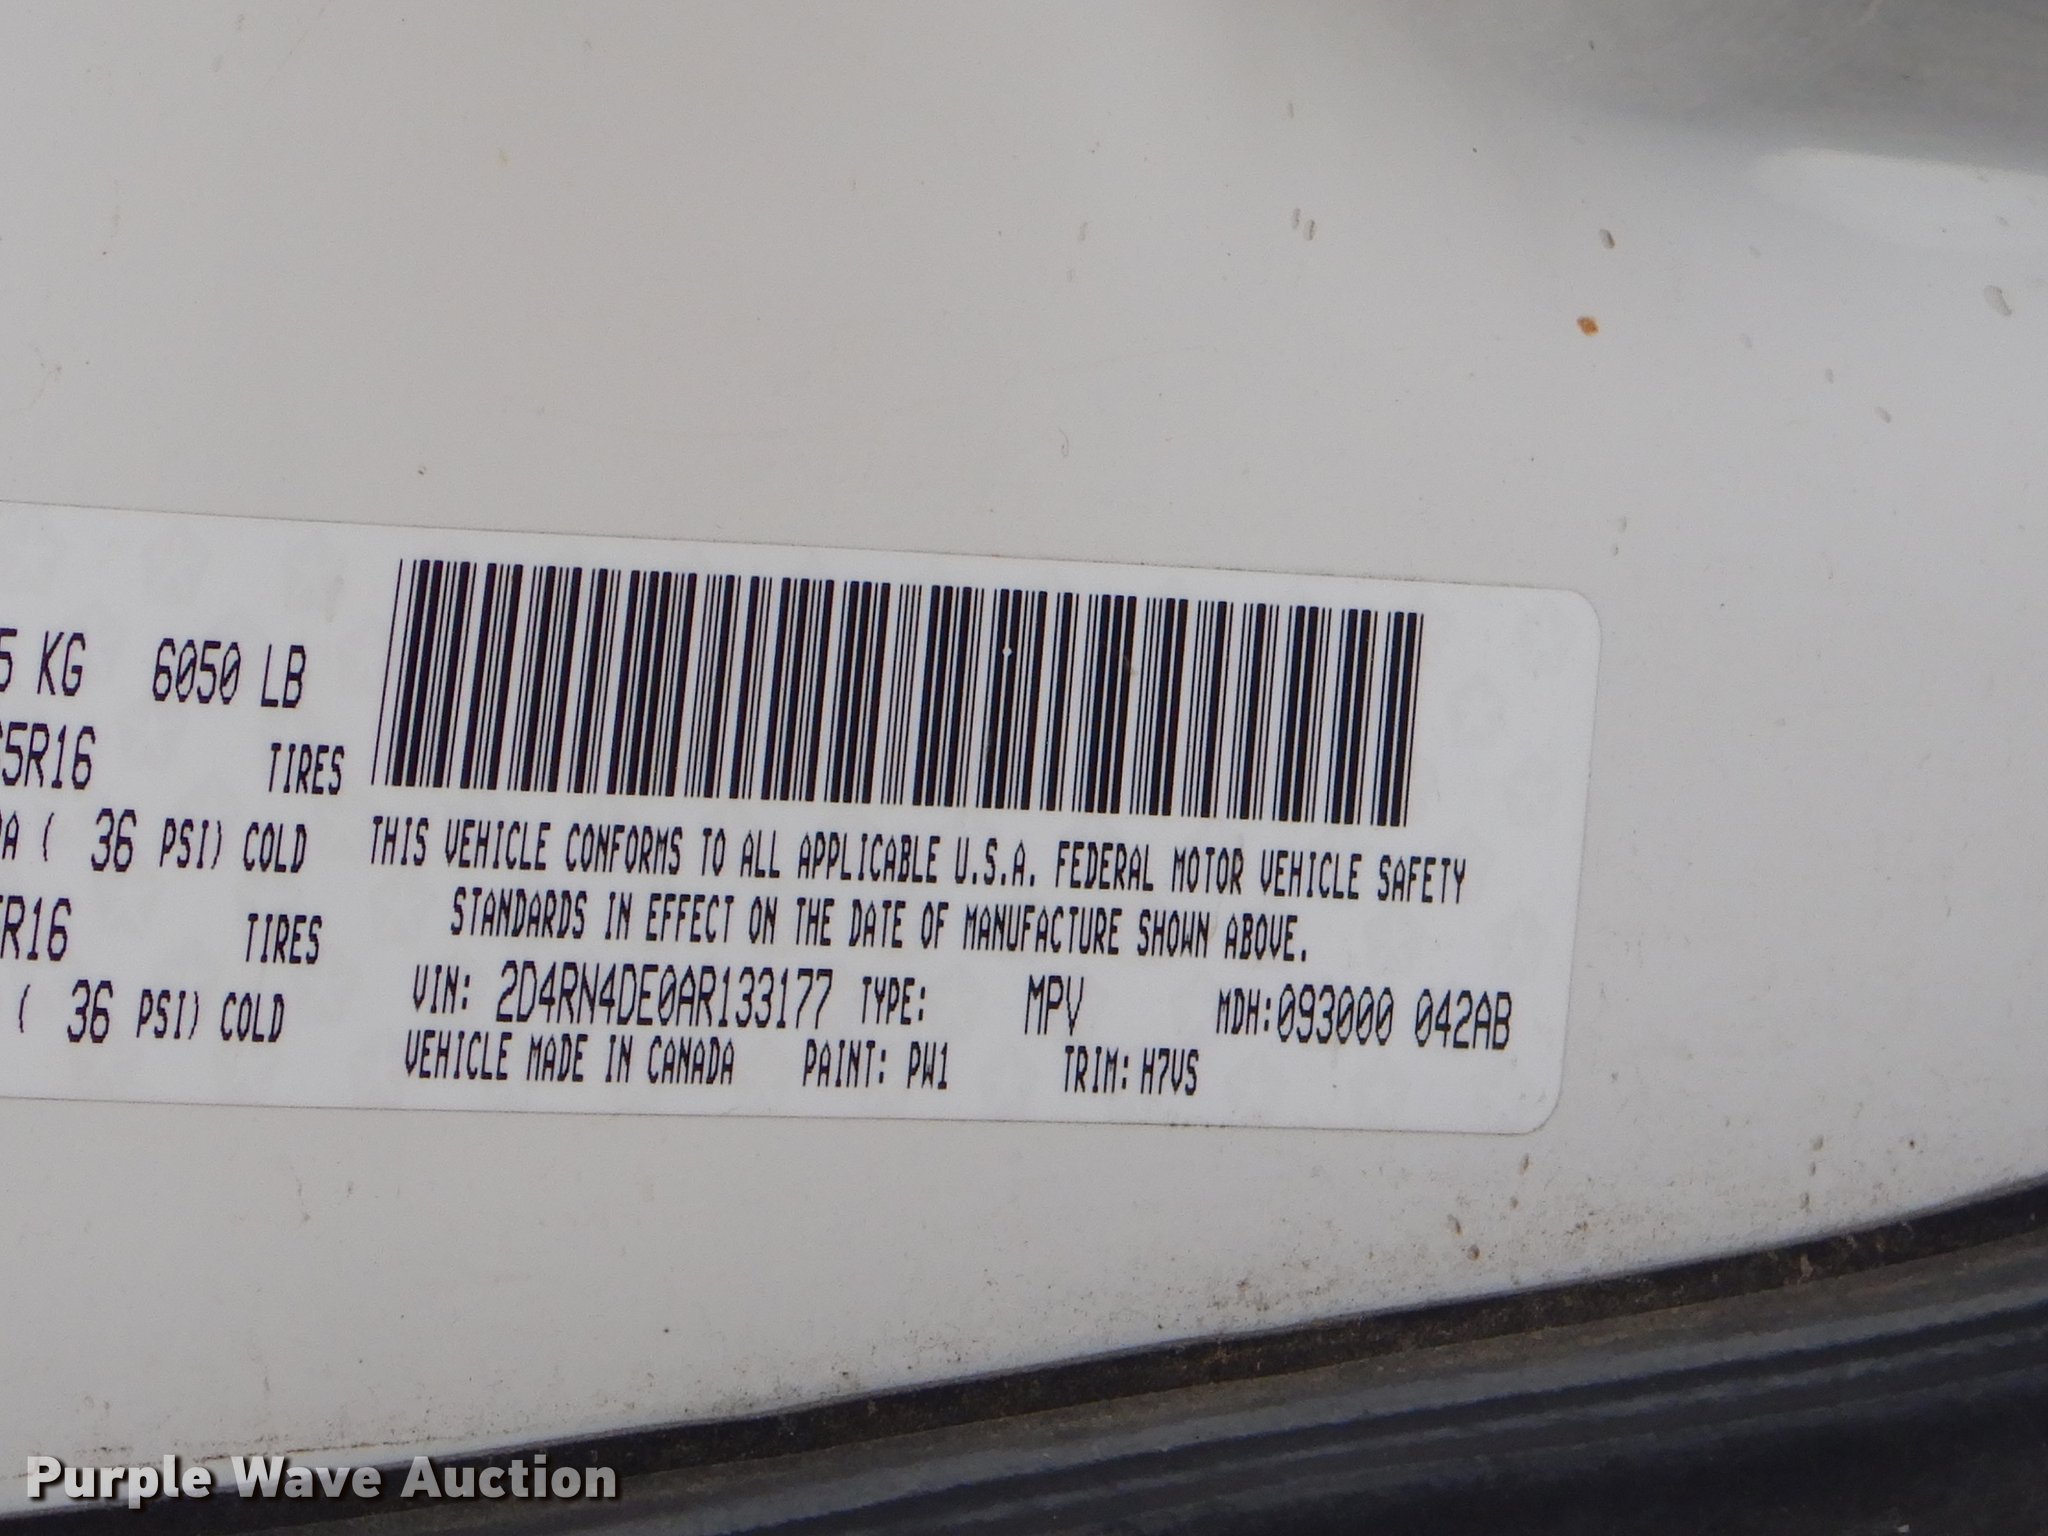 5 KG 6050 LB
65R16 TIRES
PA ( 36 PSI) COLD
R16 TIRES
( 36 PSI) COLD
THIS VEHICLE CONFORMS TO ALL APPLICABLE U.S.A. FEDERAL MOTOR VEHICLE SAFETY
STANDARDS IN EFFECT ON THE DATE OF MANUFACTURE SHOWN ABOVE.
VIN: 2D4RN4DE0AR133177 TYPE: MPV MDH:093000 042AB
VEHICLE MADE IN CANADA PAINT: PW1 TRIM: H7VS
Purple Wave Auction